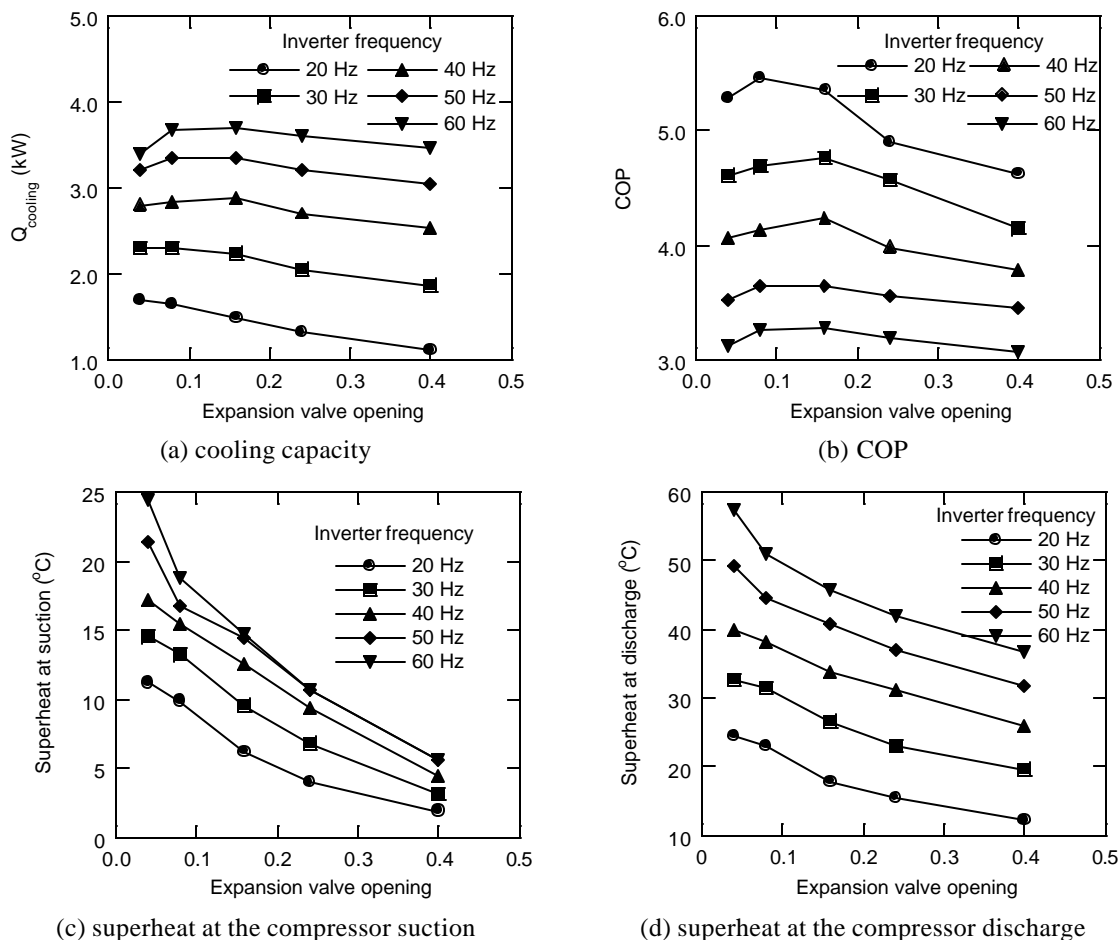 5.0
4.0
3.0
2.0
1.0
0.0
0.1
0.2
0.3
0.4
0.5
Q_cooling (kW)
Inverter frequency
20 Hz
40 Hz
30 Hz
50 Hz
60 Hz
Expansion valve opening
(a) cooling capacity
6.0
5.0
4.0
3.0
0.0
0.1
0.2
0.3
0.4
0.5
COP
Inverter frequency
20 Hz
40 Hz
30 Hz
50 Hz
60 Hz
Expansion valve opening
(b) COP
25
20
15
10
5
0
0.0
0.1
0.2
0.3
0.4
0.5
Superheat at suction (⁰C)
Inverter frequency
20 Hz
30 Hz
40 Hz
50 Hz
60 Hz
Expansion valve opening
(c) superheat at the compressor suction
60
50
40
30
20
10
0
0.1
0.2
0.3
0.4
0.5
Superheat at discharge (⁰C)
Inverter frequency
20 Hz
30 Hz
40 Hz
50 Hz
60 Hz
Expansion valve opening
(d) superheat at the compressor discharge